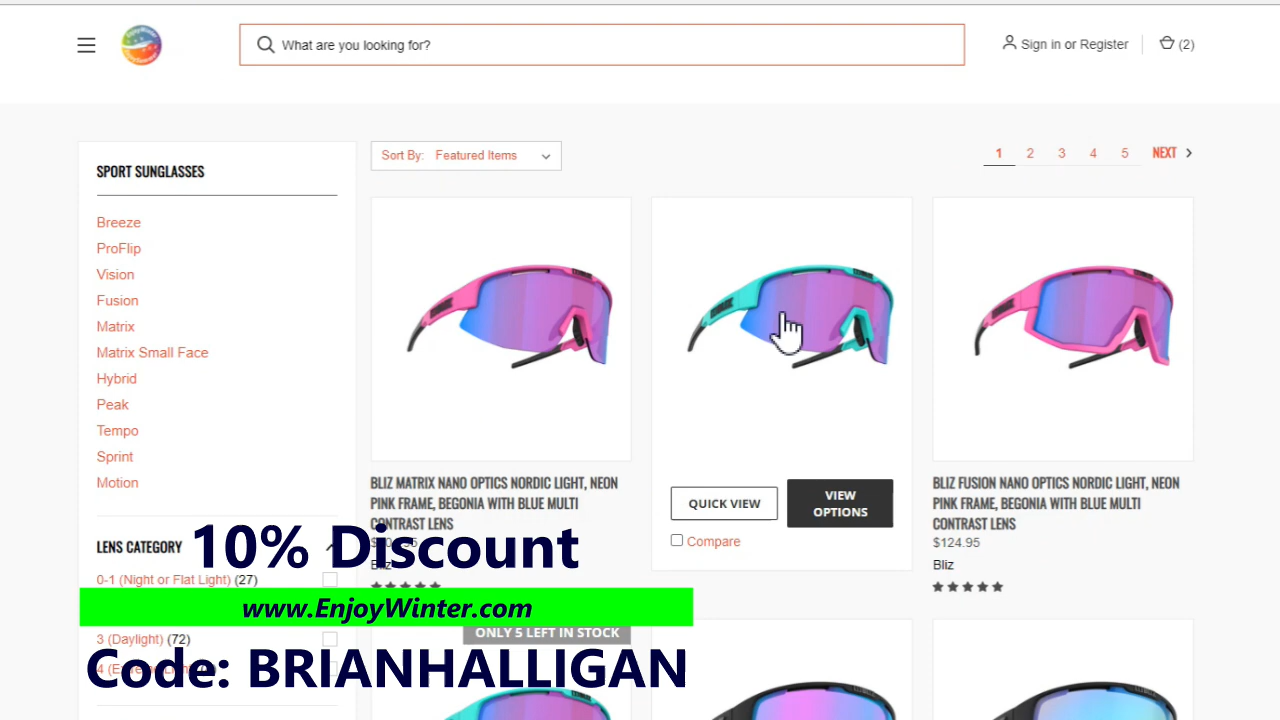 What are you looking for?
Sign in or Register
(2)
SPORT SUNGLASSES
Breeze
ProFlip
Vision
Fusion
Matrix
Matrix Small Face
Hybrid
Peak
Tempo
Sprint
Motion
LENS CATEGORY
0-1 (Night or Flat Light) (27)
3 (Daylight) (72)
Sort By: Featured Items
1 2 3 4 5 NEXT
BLIZ MATRIX NANO OPTICS NORDIC LIGHT, NEON
PINK FRAME, BEGONIA WITH BLUE MULTI
CONTRAST LENS
Bliz
QUICK VIEW
VIEW
OPTIONS
Compare
BLIZ FUSION NANO OPTICS NORDIC LIGHT, NEON
PINK FRAME, BEGONIA WITH BLUE MULTI
CONTRAST LENS
$124.95
Bliz
ONLY 5 LEFT IN STOCK
10% Discount
www.EnjoyWinter.com
Code: BRIANHALLIGAN